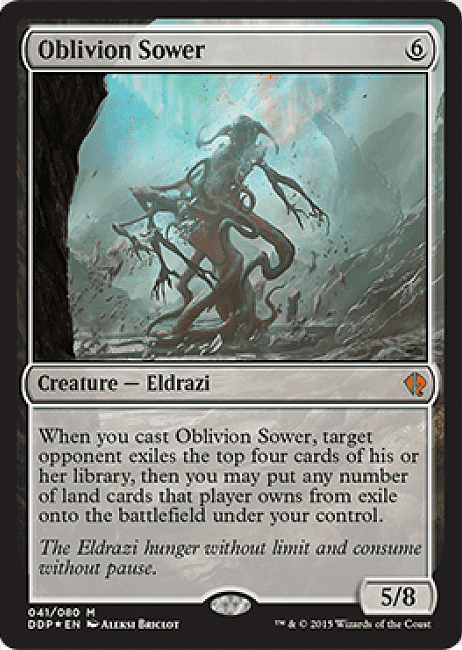 Oblivion Sower 6
Creature — Eldrazi
When you cast Oblivion Sower, target
opponent exiles the top four cards of his or
her library, then you may put any number
of land cards that player owns from exile
onto the battlefield under your control.
The Eldrazi hunger without limit and consume
without pause.
5/8
041/080 M
DDP★EN Aleksi Briclot
™ & © 2015 Wizards of the Coast